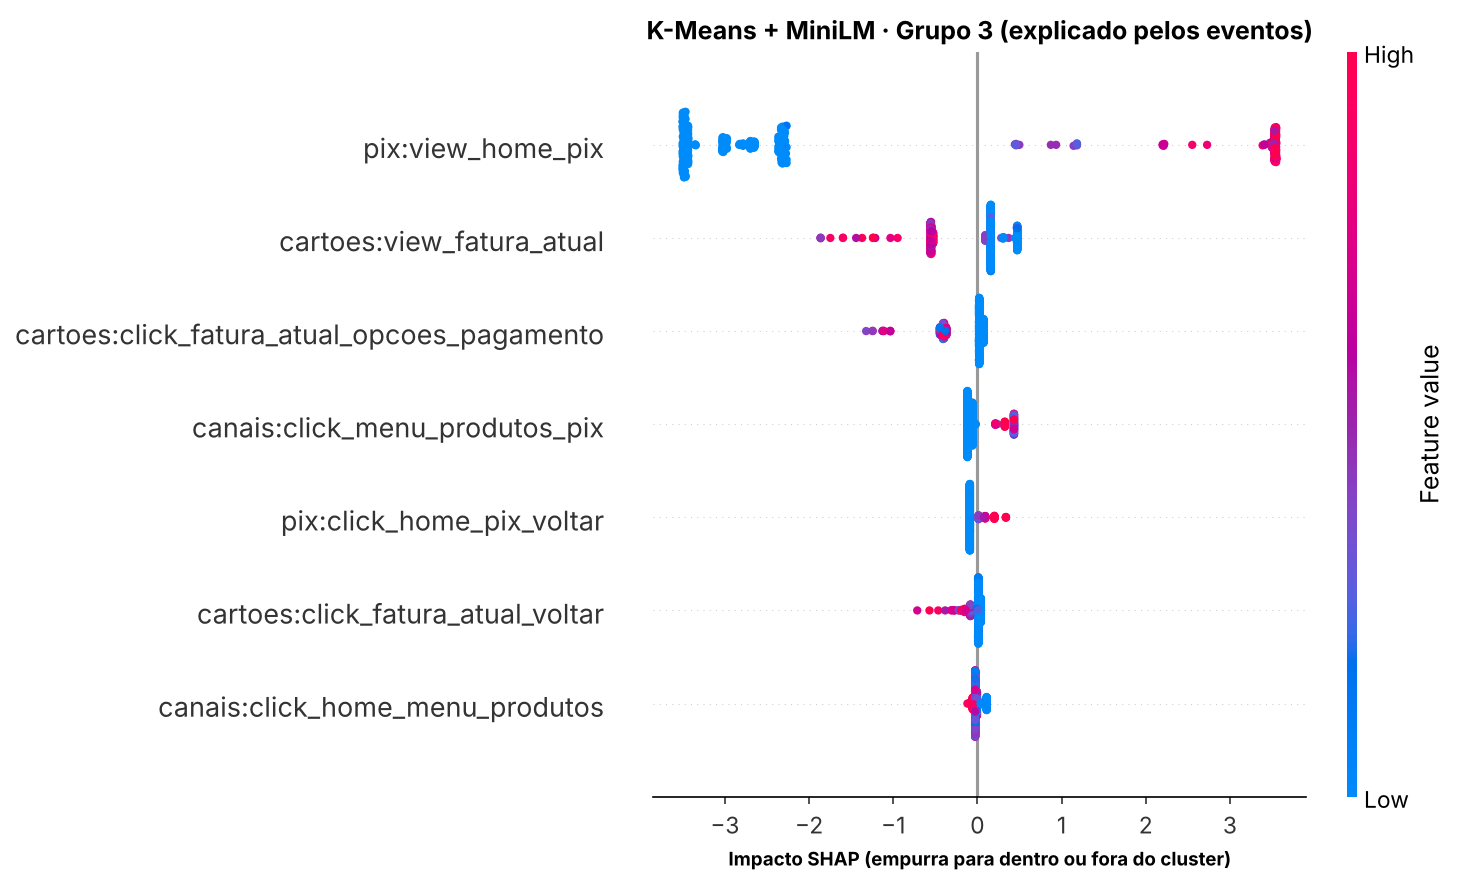 K-Means + MiniLM · Grupo 3 (explicado pelos eventos)
High
pix:view_home_pix
cartoes:view_fatura_atual
cartoes:click_fatura_atual_opcoes_pagamento
canais:click_menu_produtos_pix
pix:click_home_pix_voltar
cartoes:click_fatura_atual_voltar
canais:click_home_menu_produtos
Feature value
Low
−3 −2 −1 0 1 2 3
Impacto SHAP (empurra para dentro ou fora do cluster)